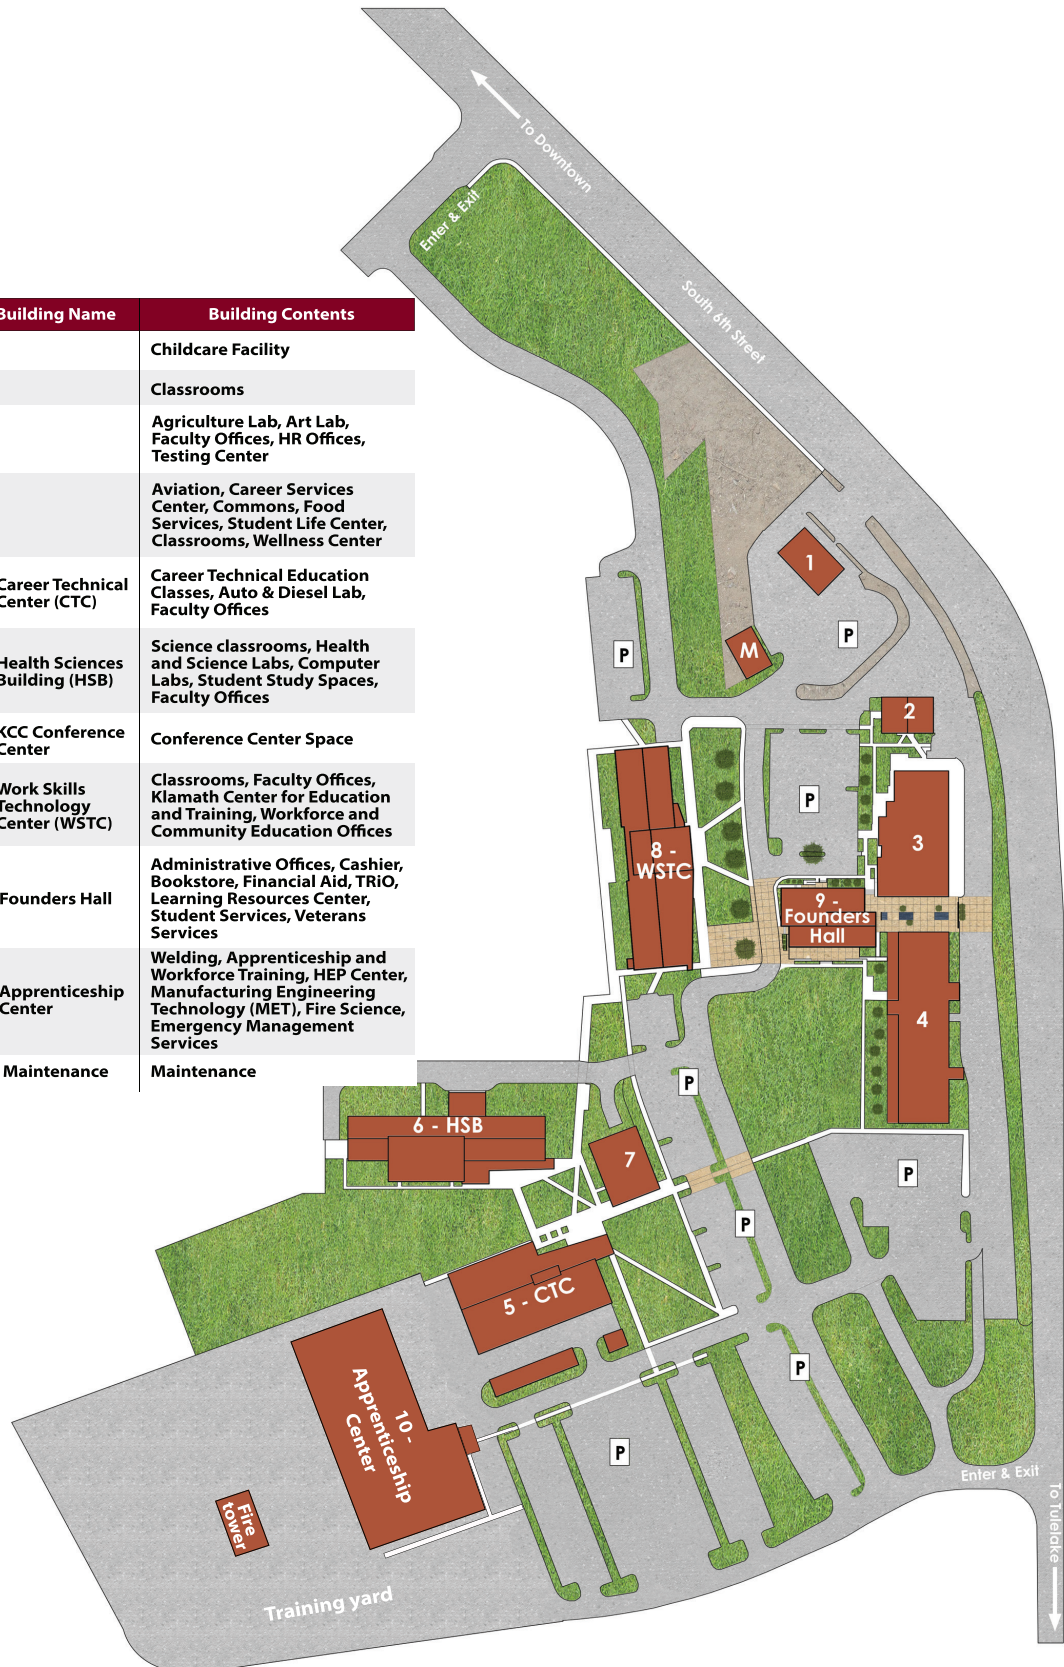 To Downtown
Enter & Exit
South 6th Street
Building Name Building Contents
Childcare Facility
Classrooms
Agriculture Lab, Art Lab,
Faculty Offices, HR Offices,
Testing Center
Aviation, Career Services
Center, Commons, Food
Services, Student Life Center,
Classrooms, Wellness Center
Career Technical
Center (CTC)
Career Technical Education
Classes, Auto & Diesel Lab,
Faculty Offices
Health Sciences
Building (HSB)
Science classrooms, Health
and Science Labs, Computer
Labs, Student Study Spaces,
Faculty Offices
KCC Conference
Center
Conference Center Space
Work Skills
Technology
Center (WSTC)
Classrooms, Faculty Offices,
Klamath Center for Education
and Training, Workforce and
Community Education Offices
Founders Hall
Administrative Offices, Cashier,
Bookstore, Financial Aid, TRiO,
Learning Resources Center,
Student Services, Veterans
Services
Apprenticeship
Center
Welding, Apprenticeship and
Workforce Training, HEP Center,
Manufacturing Engineering
Technology (MET), Fire Science,
Emergency Management
Services
Maintenance
Maintenance
1
P
P
M
2
P
3
8 -
WSTC
9 -
Founders
Hall
4
P
6 - HSB
7
P
P
5 - CTC
P
10 -
Apprenticeship
Center
P
Enter & Exit
To Tulelake
Fire
tower
Training yard